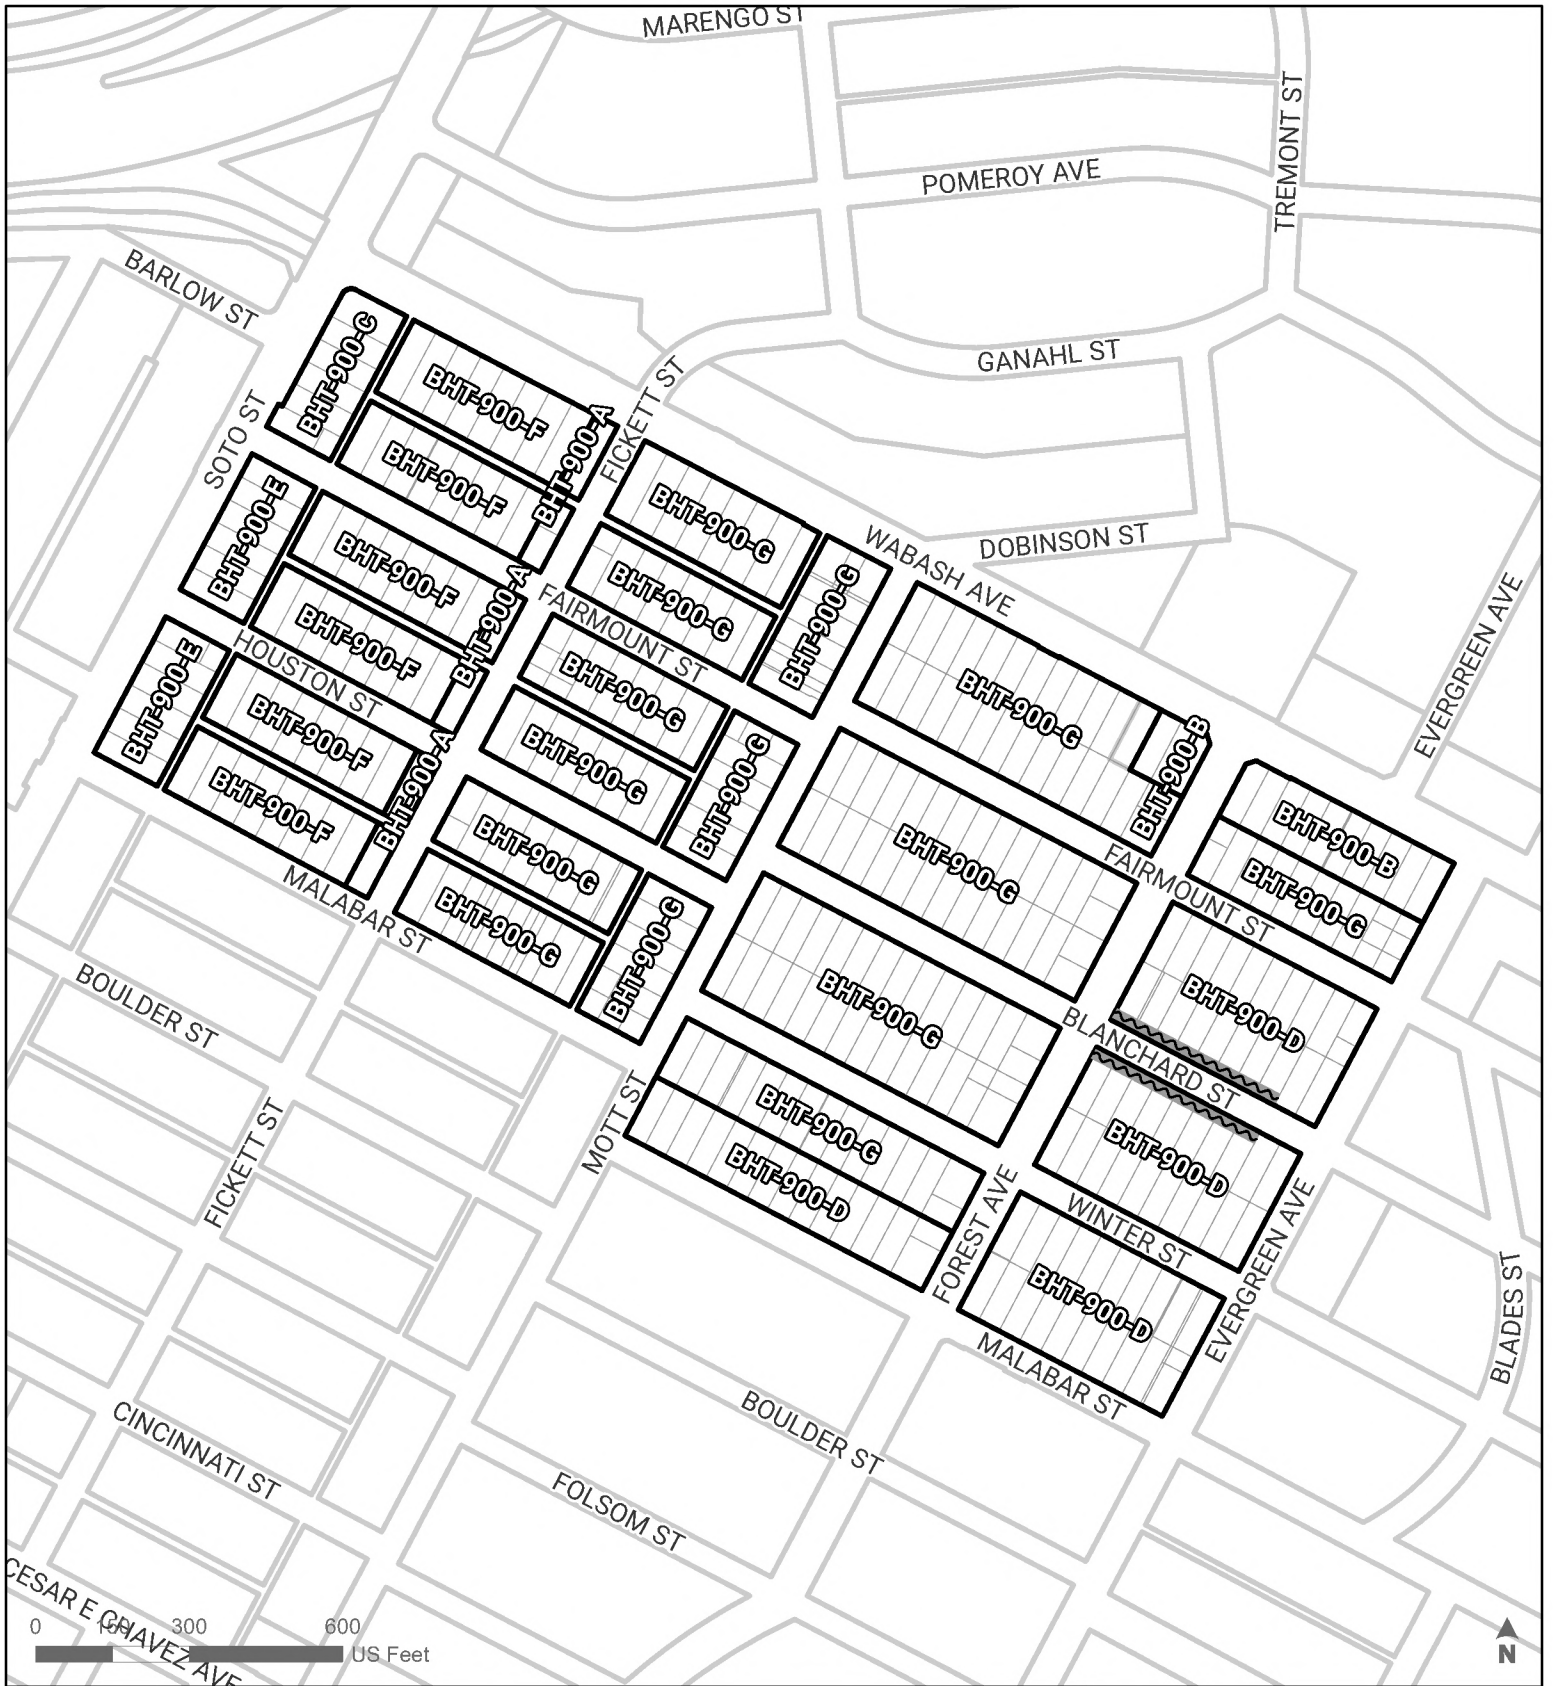 MARENGO ST
TREMONT ST
POMEROY AVE
BARLOW ST
GANAHL ST
FICKETT ST
SOTO ST
BHT-900-C
BHT-900-F
BHT-900-A
BHT-900-F
BHT-900-E
BHT-900-G
WABASH AVE
DOBINSON ST
BHT-900-F
BHT-900-A
FAIRMOUNT ST
BHT-900-G
BHT-900-G
EVERGREEN AVE
BHT-900-F
HOUSTON ST
BHT-900-E
BHT-900-G
BHT-900-G
BHT-900-F
BHT-900-A
BHT-900-G
BHT-900-G
BHT-900-B
BHT-900-F
BHT-900-G
BHT-900-G
BHT-900-B
MALABAR ST
BHT-900-G
BHT-900-G
FAIRMOUNT ST
BHT-900-G
BOULDER ST
BHT-900-G
BHT-900-D
BLANCHARD ST
FICKETT ST
MOTT ST
BHT-900-G
BHT-900-D
BHT-900-D
FOREST AVE
WINTER ST
EVERGREEN AVE
BLADES ST
BHT-900-D
MALABAR ST
CINCINNATI ST
BOULDER ST
FOLSOM ST
CESAR E CHAVEZ AVE
0 150 300 600
US Feet
N